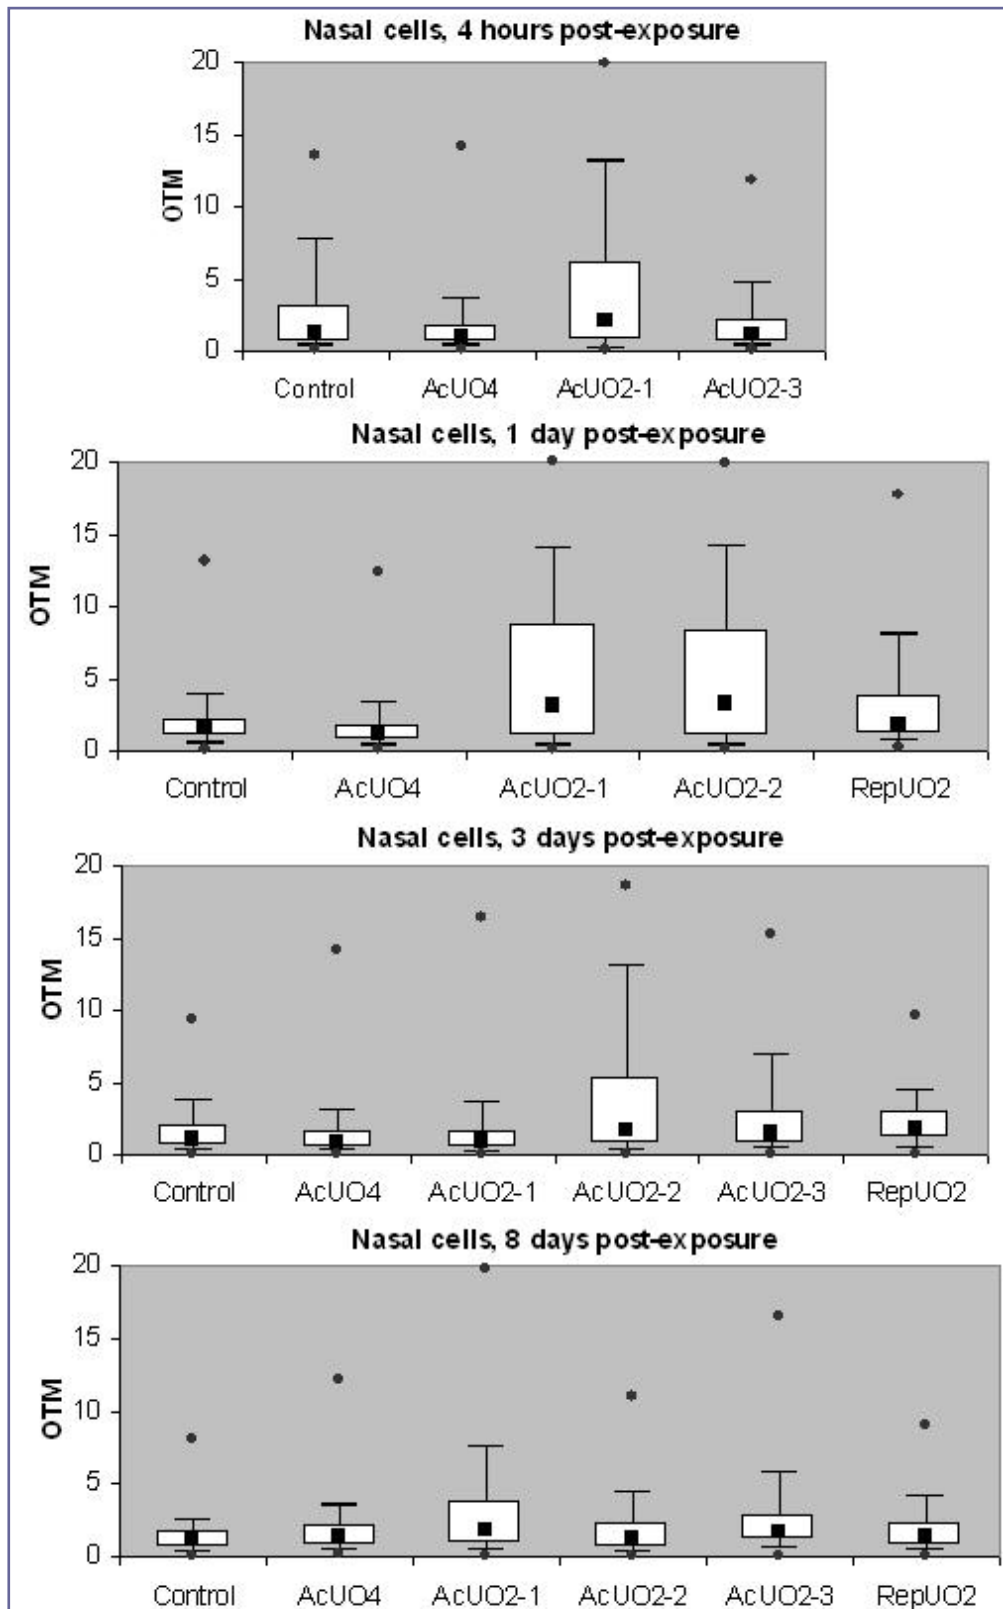 Nasal cells, 4 hours post-exposure
20
15
10
5
0
OTM
Control AcUO4 AcUO2-1 AcUO2-3
Nasal cells, 1 day post-exposure
20
15
10
5
0
OTM
Control AcUO4 AcUO2-1 AcUO2-2 RepUO2
Nasal cells, 3 days post-exposure
20
15
10
5
0
OTM
Control AcUO4 AcUO2-1 AcUO2-2 AcUO2-3 RepUO2
Nasal cells, 8 days post-exposure
20
15
10
5
0
OTM
Control AcUO4 AcUO2-1 AcUO2-2 AcUO2-3 RepUO2